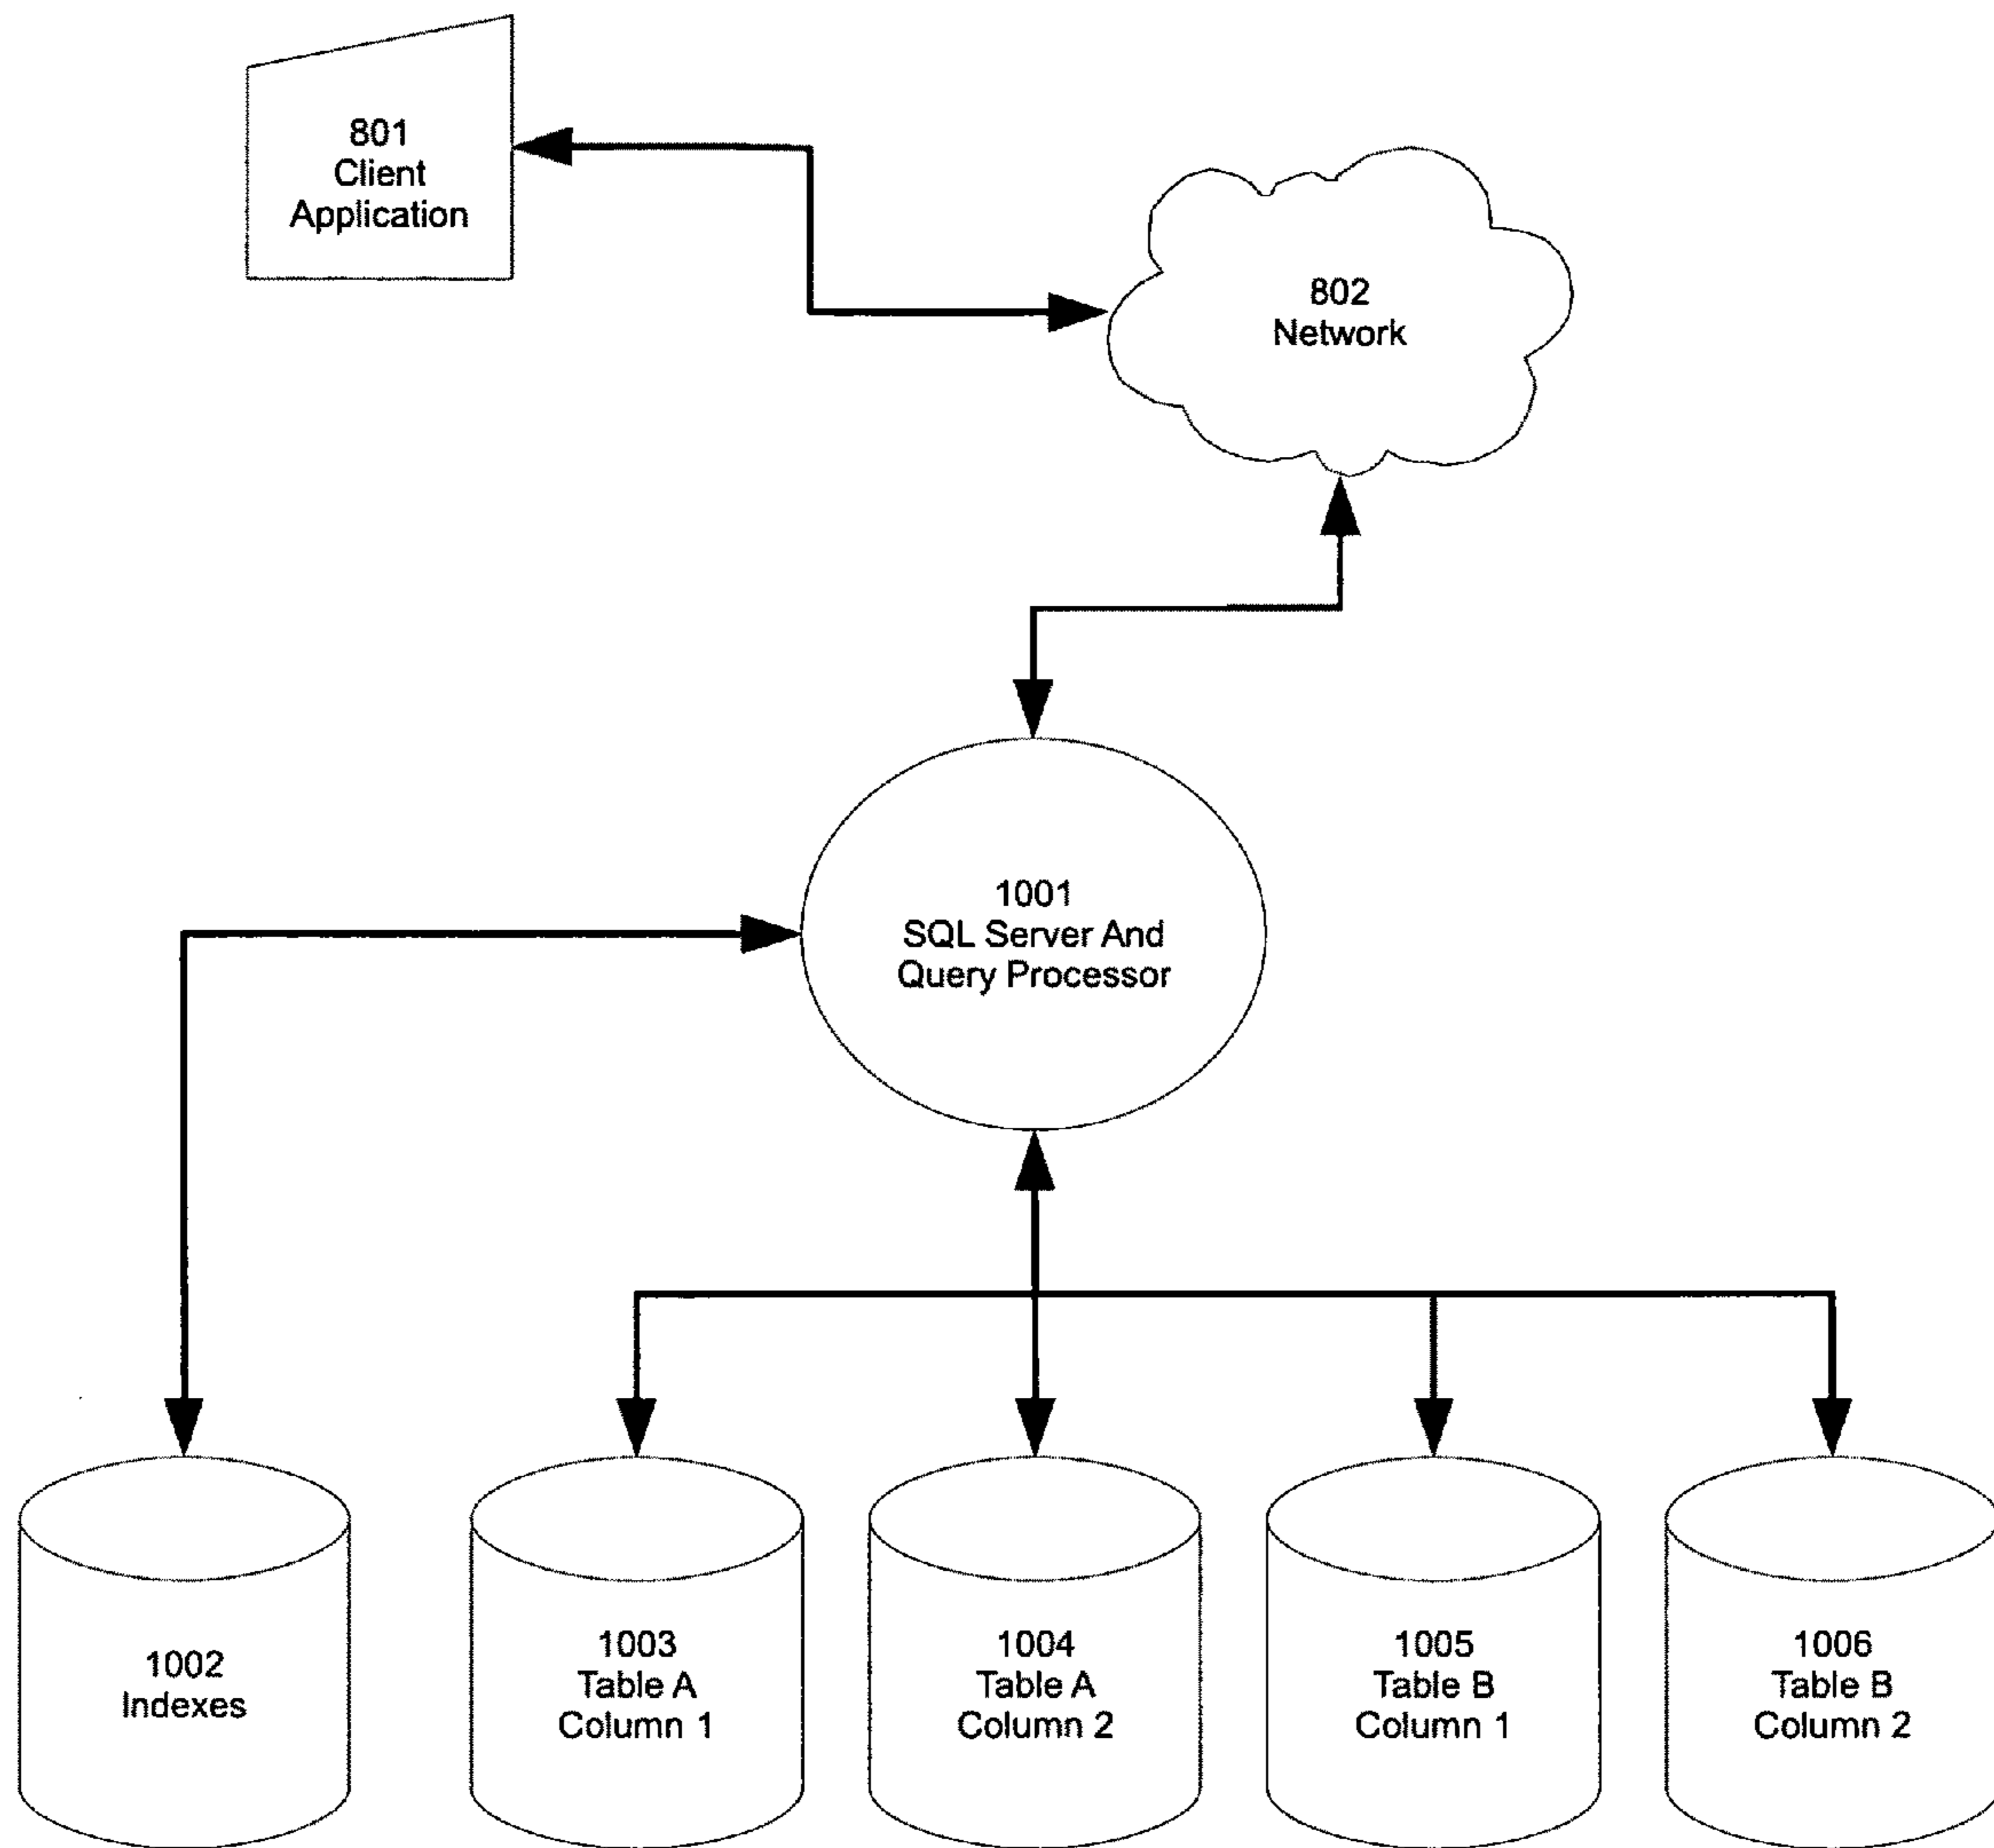 801
Client
Application
802
Network
1001
SQL Server And
Query Processor
1002
Indexes
1003
Table A
Column 1
1004
Table A
Column 2
1005
Table B
Column 1
1006
Table B
Column 2